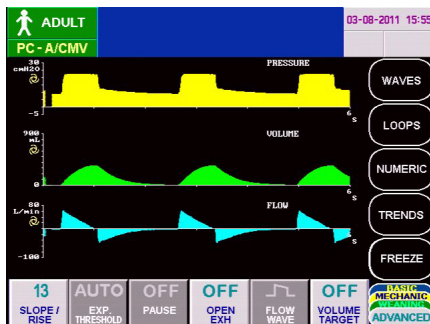 ADULT
03-08-2011 15:55
PC-A/CMV
30
cmH2O
PRESSURE
WAVES
-5
6
s
LOOPS
900
mL
VOLUME
NUMERIC
0
6
s
80
L/min
FLOW
TRENDS
6
s
-100
FREEZE
13
AUTO
OFF
OFF
OFF
BASIC
MECHANIC
WEANING
ADVANCED
SLOPE /
RISE
EXP.
THRESHOLD
PAUSE
OPEN
EXH
FLOW
WAVE
VOLUME
TARGET